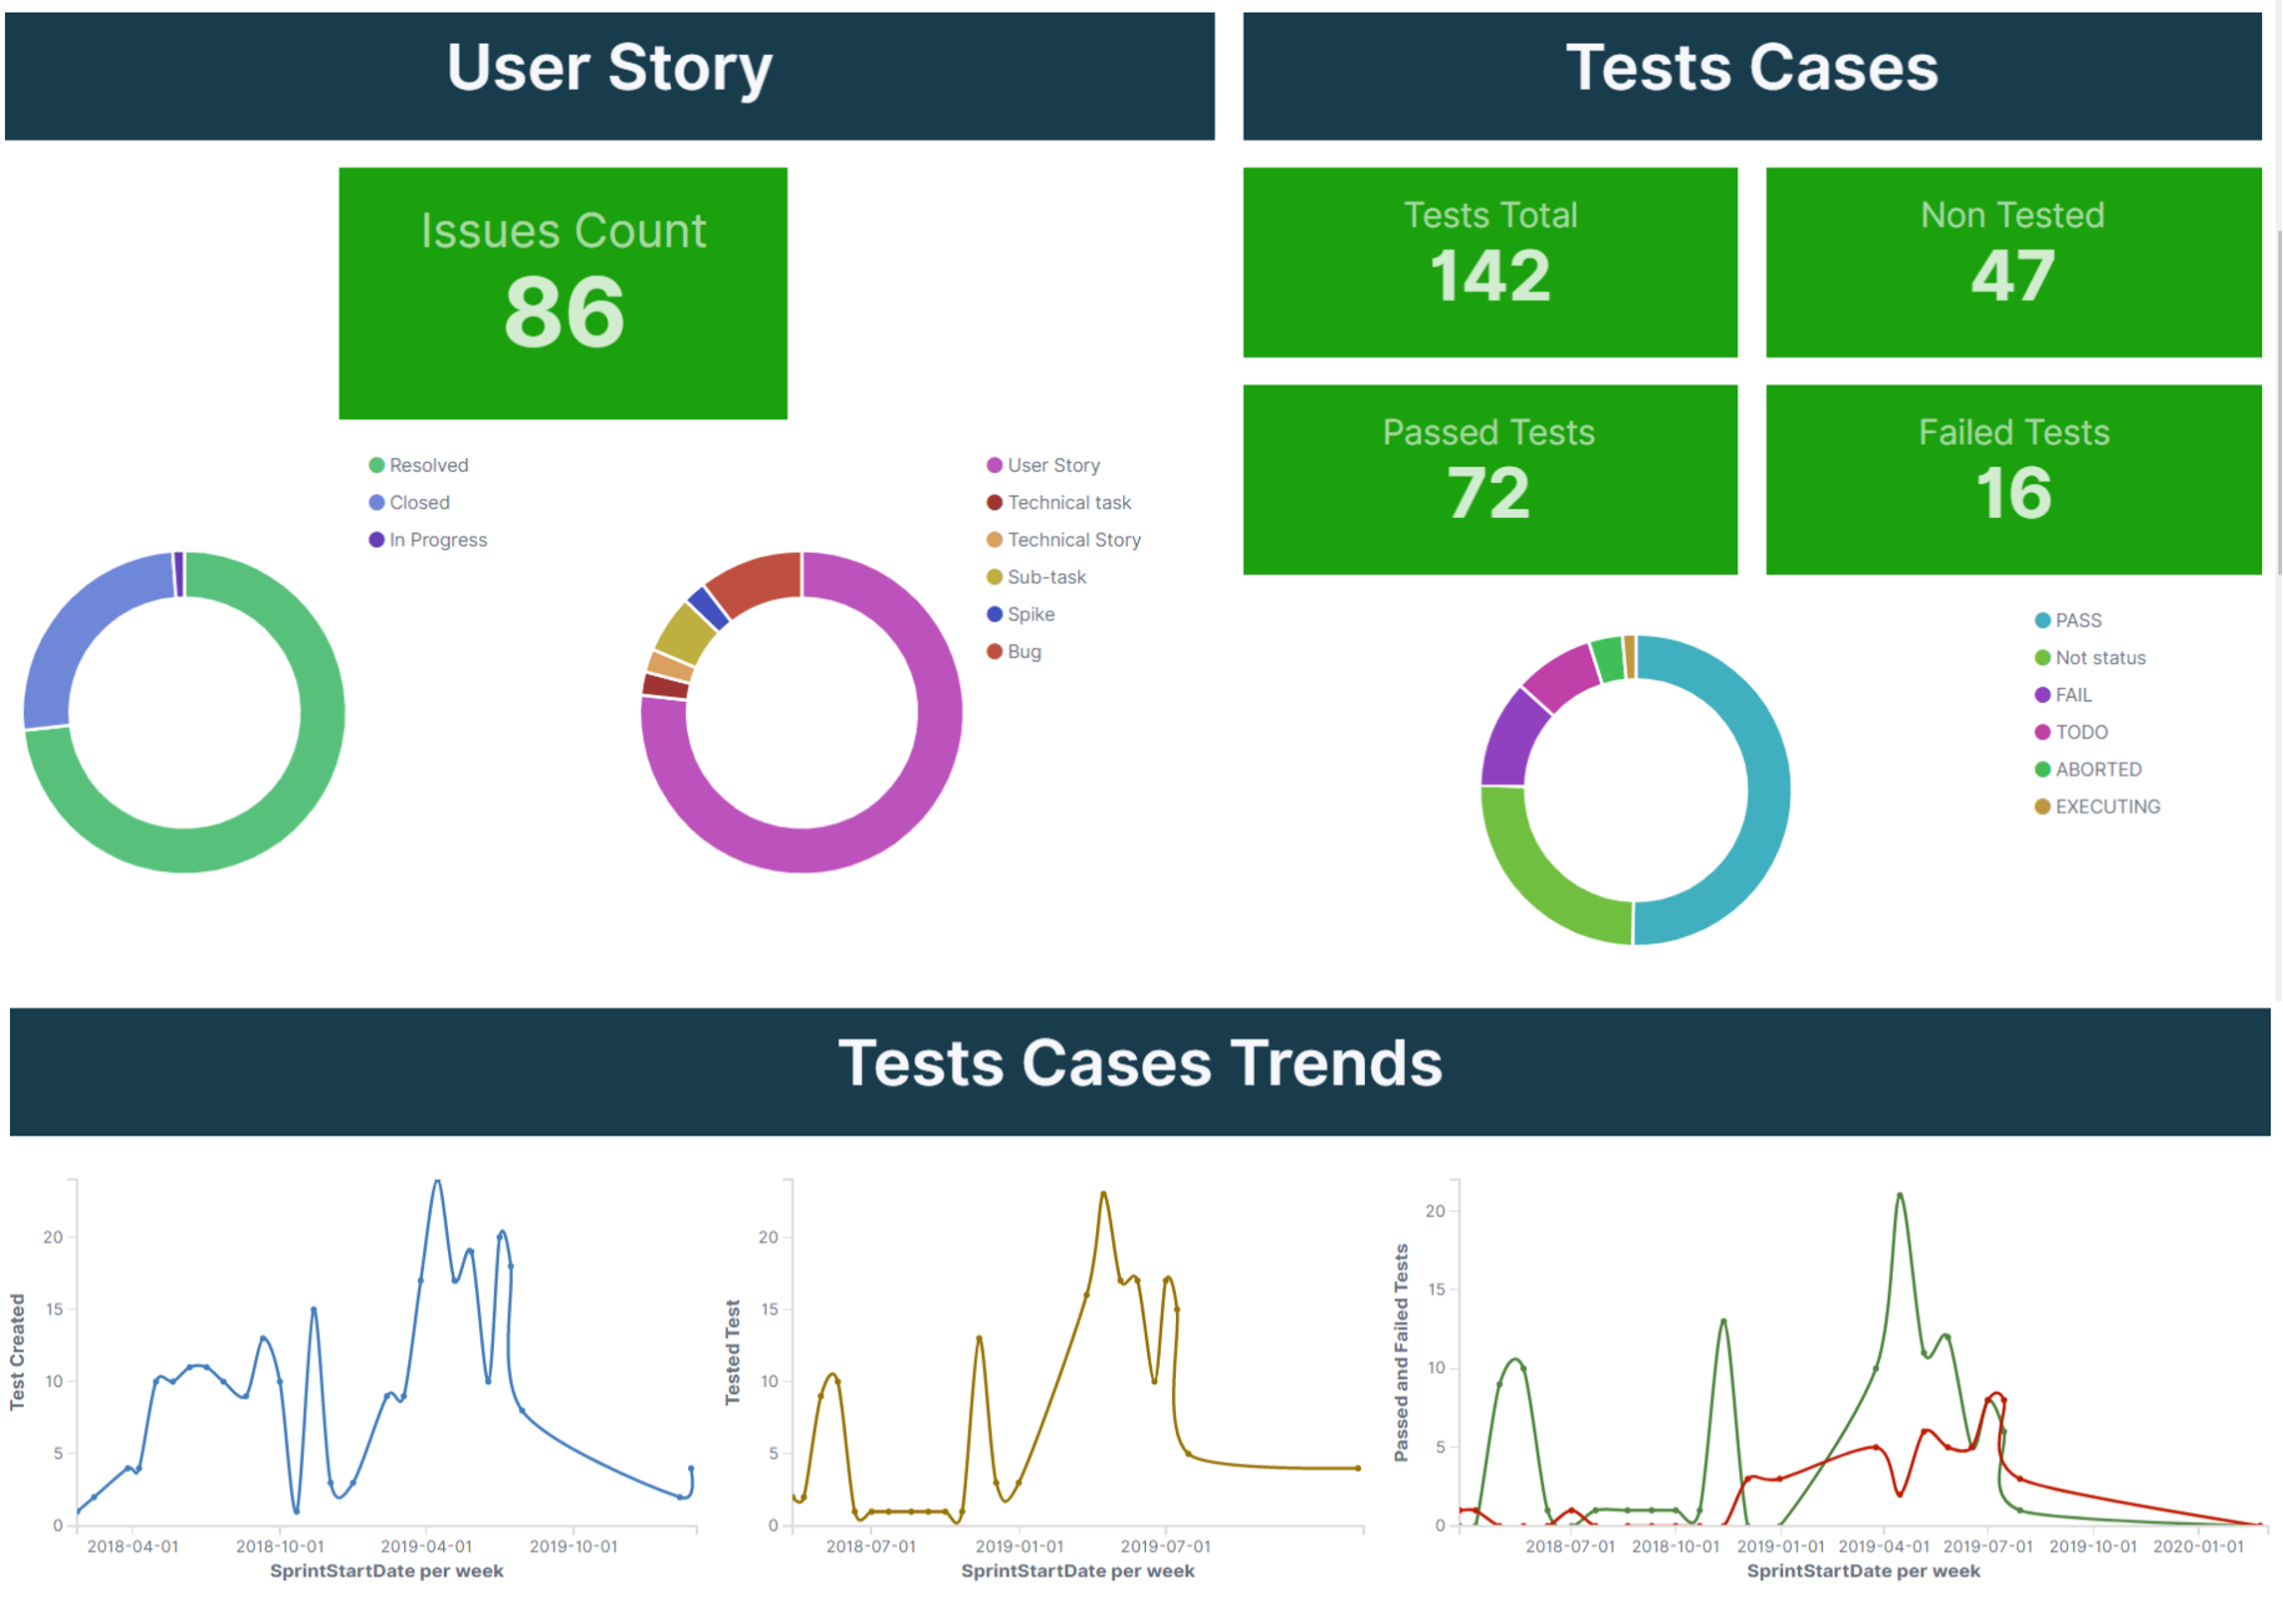 User Story
Tests Cases
Issues Count
86
Tests Total
142
Non Tested
47
Passed Tests
72
Failed Tests
16
Resolved
Closed
In Progress
User Story
Technical task
Technical Story
Sub-task
Spike
Bug
PASS
Not status
FAIL
TODO
ABORTED
EXECUTING
Tests Cases Trends
Test Created
20
15
10
5
0
2018-04-01 2018-10-01 2019-04-01 2019-10-01
SprintStartDate per week
Tested Test
20
15
10
5
0
2018-07-01 2019-01-01 2019-07-01
SprintStartDate per week
Passed and Failed Tests
20
15
10
5
0
2018-07-01 2018-10-01 2019-01-01 2019-04-01 2019-07-01 2019-10-01 2020-01-01
SprintStartDate per week